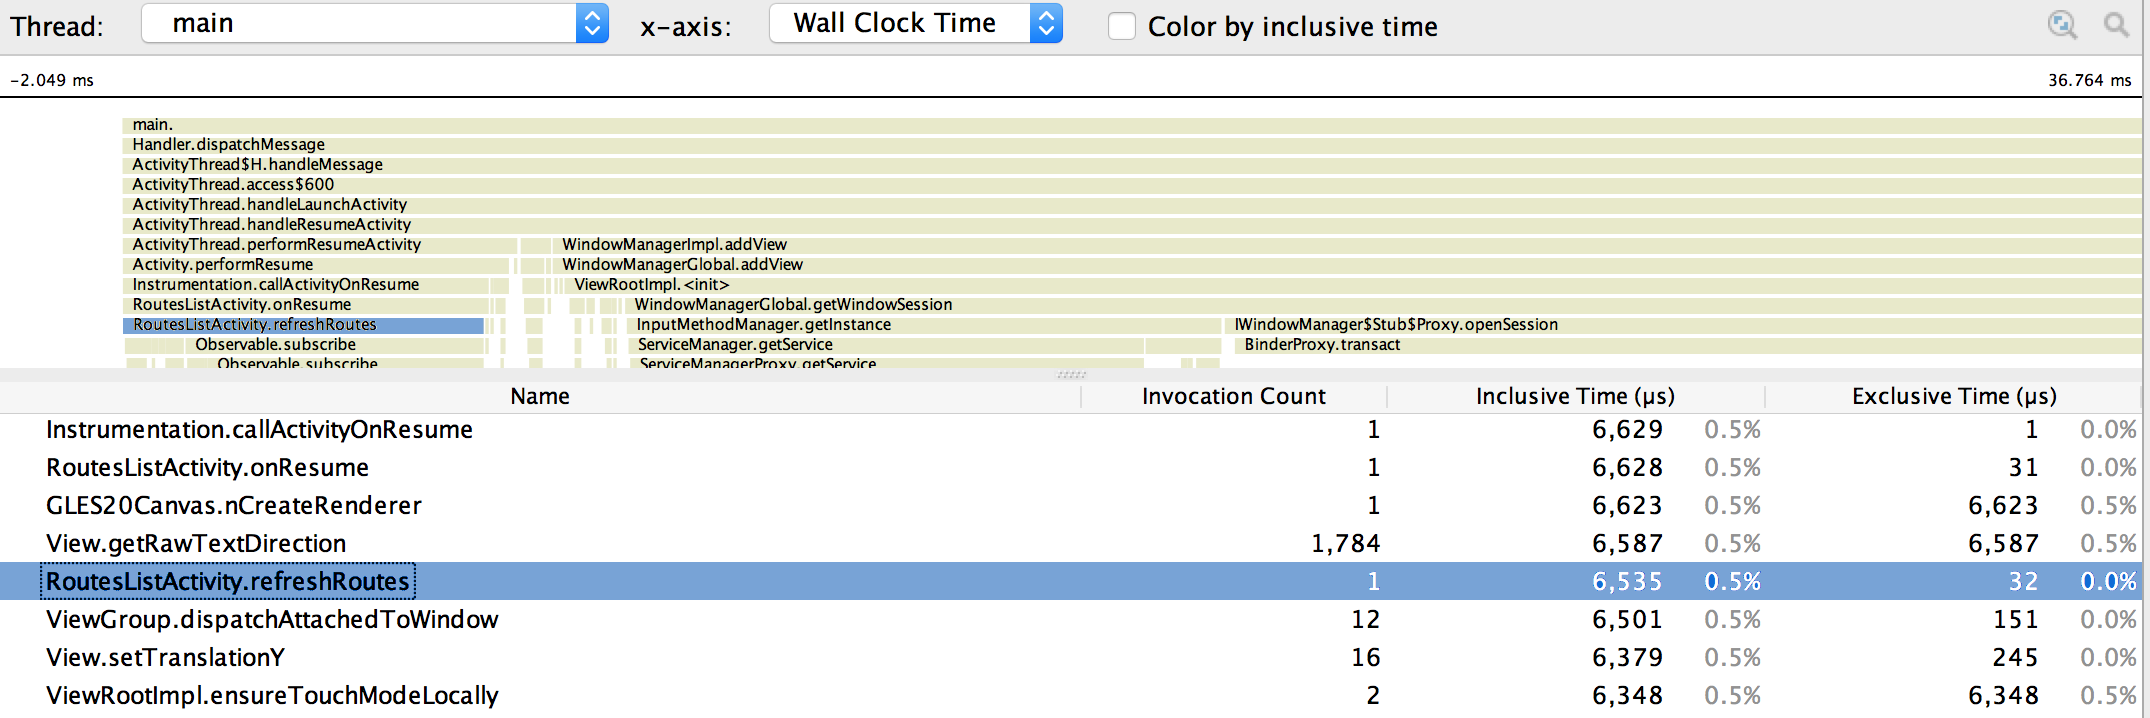 Thread: main x-axis: Wall Clock Time Color by inclusive time
-2.049 ms 36.764 ms
main.
Handler.dispatchMessage
ActivityThread$H.handleMessage
ActivityThread.access$600
ActivityThread.handleLaunchActivity
ActivityThread.handleResumeActivity
ActivityThread.performResumeActivity WindowManagerImpl.addView
Activity.performResume WindowManagerGlobal.addView
Instrumentation.callActivityOnResume ViewRootImpl.<init>
RoutesListActivity.onResume WindowManagerGlobal.getWindowSession
RoutesListActivity.refreshRoutes InputMethodManager.getInstance IWindowManager$Stub$Proxy.openSession
Observable.subscribe ServiceManager.getService BinderProxy.transact
Observable.subscribe ServiceManagerProxy.getService
Name Invocation Count Inclusive Time (µs) Exclusive Time (µs)
Instrumentation.callActivityOnResume 1 6,629 0.5% 1 0.0%
RoutesListActivity.onResume 1 6,628 0.5% 31 0.0%
GLES20Canvas.nCreateRenderer 1 6,623 0.5% 6,623 0.5%
View.getRawTextDirection 1,784 6,587 0.5% 6,587 0.5%
RoutesListActivity.refreshRoutes 1 6,535 0.5% 32 0.0%
ViewGroup.dispatchAttachedToWindow 12 6,501 0.5% 151 0.0%
View.setTranslationY 16 6,379 0.5% 245 0.0%
ViewRootImpl.ensureTouchModeLocally 2 6,348 0.5% 6,348 0.5%